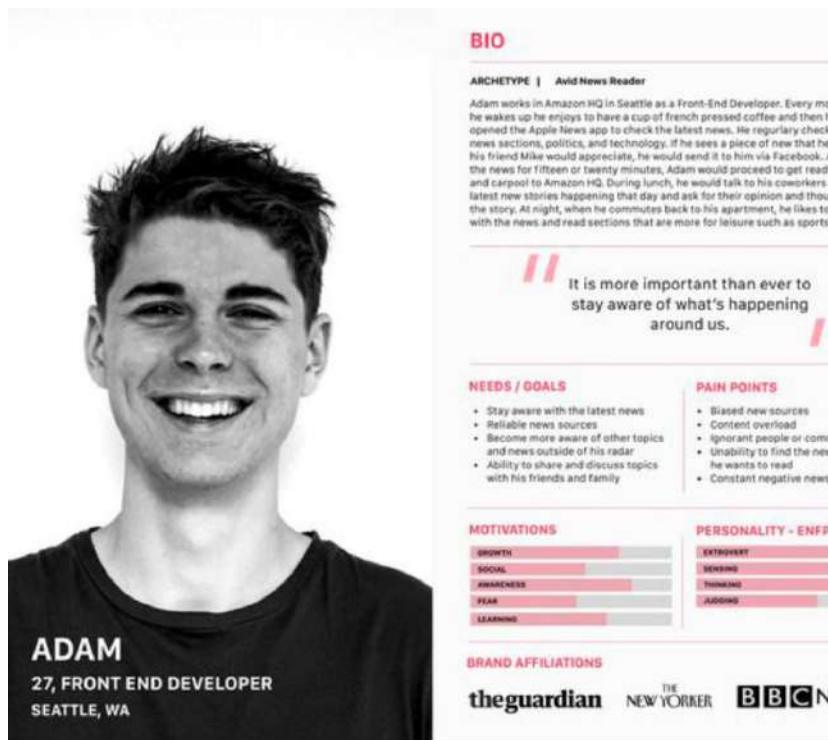 BIO
ARCHETYPE | Avid News Reader
Adam works in Amazon HQ in Seattle as a Front-End Developer. Every
he wakes up he enjoys to have a cup of french pressed coffee and then
opened the Apple News app to check the latest news. He regurlary
news sections, politics, and technology. If he sees a piece of new that
his friend Mike would appreciate, he would send it to him via Facebook.
the news for fifteen or twenty minutes, Adam would proceed to get
and carpool to Amazon HQ. During lunch, he would talk to his coworkers
latest new stories happening that day and ask for their opinion and
the story. At night, when he commutes back to his apartment, he likes
with the news and read sections that are more for leisure such as sports
"
It is more important than ever to
stay aware of what's happening
around us.
"
NEEDS / GOALS
• Stay aware with the latest news
• Reliable news sources
• Become more aware of other topics
and news outside of his radar
• Ability to share and discuss topics
with his friends and family
PAIN POINTS
• Biased new sources
• Content overload
• Ignorant people or
• Unability to find the
he wants to read
• Constant negative news
MOTIVATIONS
GROWTH
SOCIAL
AWARENESS
FEAR
LEARNING
PERSONALITY - ENFP
EXTROVERT
SENSING
THINKING
JUDGING
BRAND AFFILIATIONS
theguardian
THE
NEW YORKER
BBC N
ADAM
27, FRONT END DEVELOPER
SEATTLE, WA